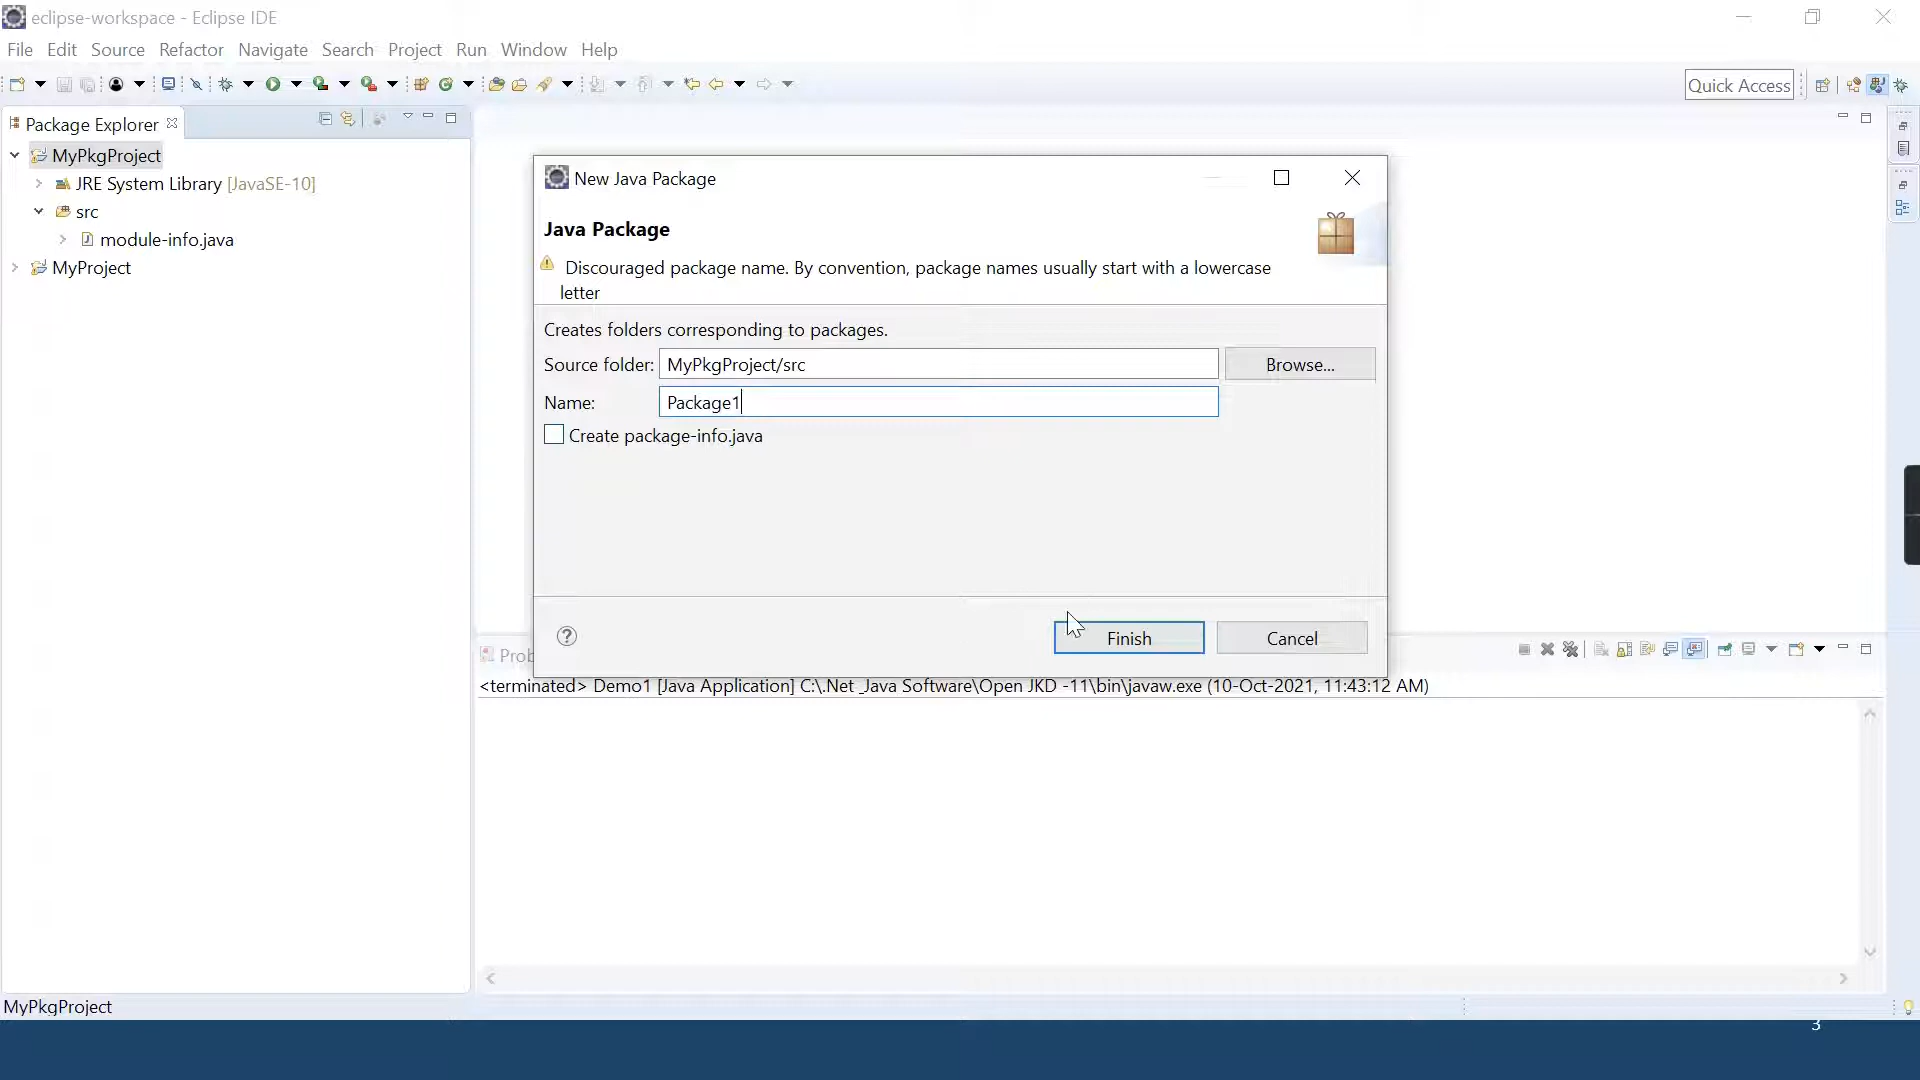 eclipse-workspace - Eclipse IDE
File Edit Source Refactor Navigate Search Project Run Window Help
Quick Access
Package Explorer
MyPkgProject
JRE System Library [JavaSE-10]
src
module-info.java
MyProject
New Java Package
Java Package
Discouraged package name. By convention, package names usually start with a lowercase
letter
Creates folders corresponding to packages.
Source folder: MyPkgProject/src Browse...
Name: Package1
Create package-info.java
Finish Cancel
Prob
<terminated> Demo1 [Java Application] C:\.Net _Java Software\Open JKD -11\bin\javaw.exe (10-Oct-2021, 11:43:12 AM)
MyPkgProject
3